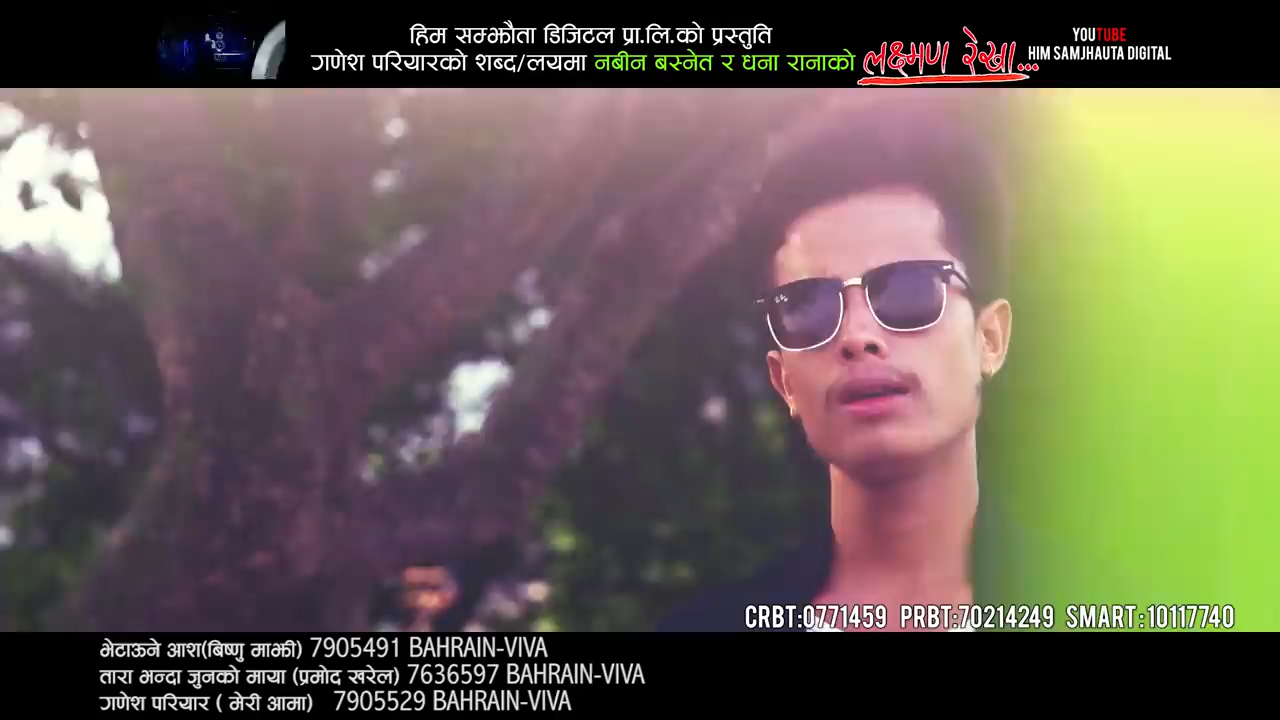 हिम सम्झौता डिजिटल प्रा.लि.को प्रस्तुति
गणेश परियारको शब्द/लयमा नबीन बस्नेत र धना रानाको लक्ष्मण रेखा...
YOUTUBE
HIM SAMJHAUTA DIGITAL
CRBT:0771459 PRBT:70214249 SMART:10117740
भेटाउने आश(बिष्णु माझी) 7905491 BAHRAIN-VIVA
तारा भन्दा जुनको माया (प्रमोद खरेल) 7636597 BAHRAIN-VIVA
गणेश परियार ( मेरी आमा) 7905529 BAHRAIN-VIVA